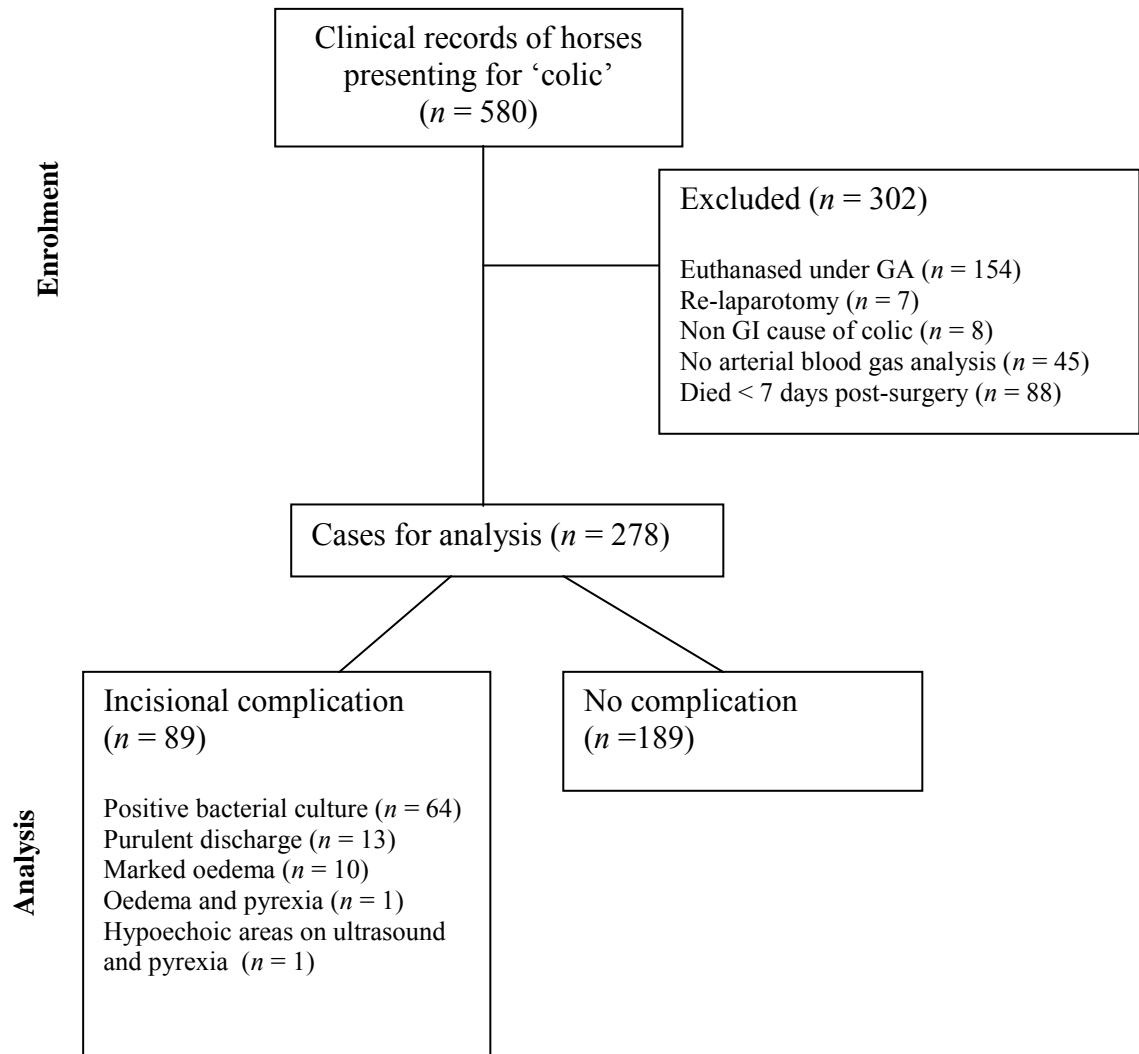 Clinical records of horses
presenting for ‘colic’
(n = 580)
Enrolment
Excluded (n = 302)
Euthanased under GA (n = 154)
Re-laparotomy (n = 7)
Non GI cause of colic (n = 8)
No arterial blood gas analysis (n = 45)
Died < 7 days post-surgery (n = 88)
Cases for analysis (n = 278)
Analysis
Incisional complication
(n = 89)
Positive bacterial culture (n = 64)
Purulent discharge (n = 13)
Marked oedema (n = 10)
Oedema and pyrexia (n = 1)
Hypoechoic areas on ultrasound
and pyrexia (n = 1)
No complication
(n =189)